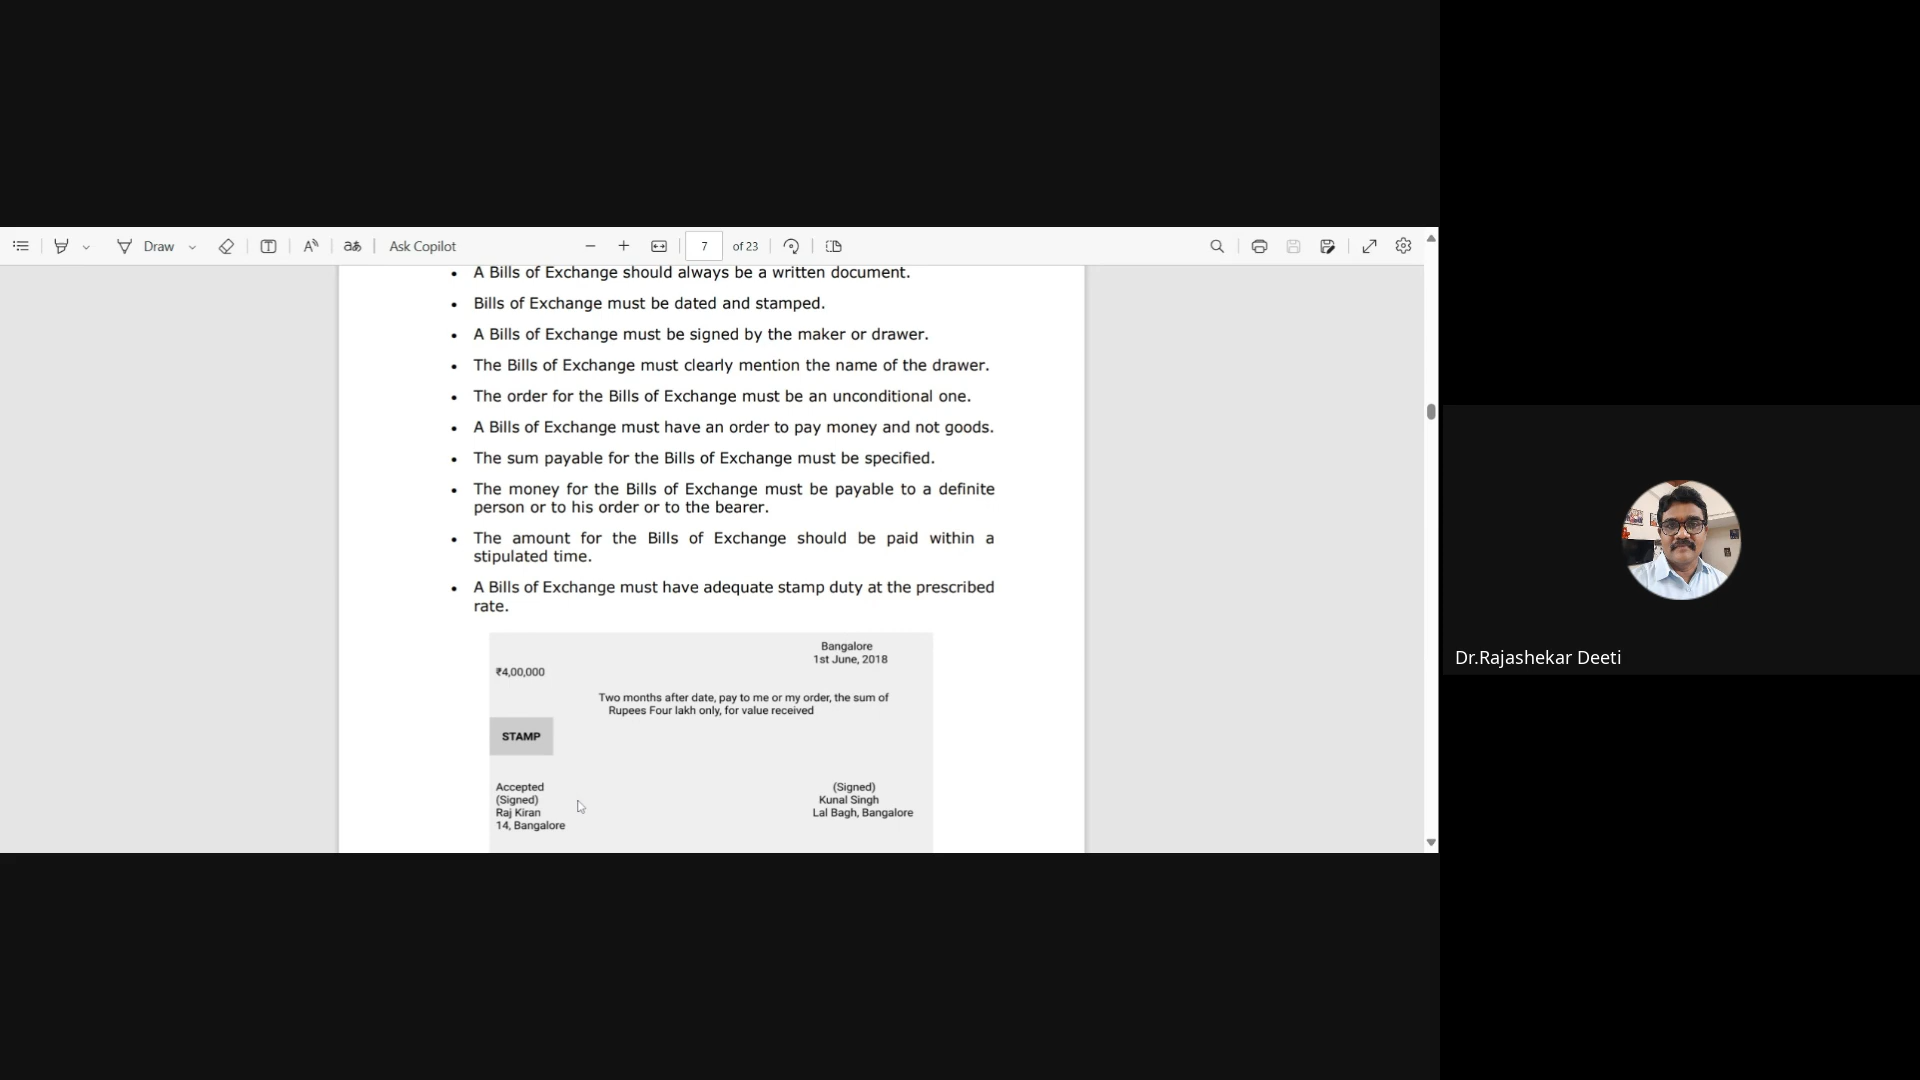 Draw
A
aあ
Ask Copilot
7
of 23
• A Bills of Exchange should always be a written document.
• Bills of Exchange must be dated and stamped.
• A Bills of Exchange must be signed by the maker or drawer.
• The Bills of Exchange must clearly mention the name of the drawer.
• The order for the Bills of Exchange must be an unconditional one.
• A Bills of Exchange must have an order to pay money and not goods.
• The sum payable for the Bills of Exchange must be specified.
• The money for the Bills of Exchange must be payable to a definite
person or to his order or to the bearer.
• The amount for the Bills of Exchange should be paid within a
stipulated time.
• A Bills of Exchange must have adequate stamp duty at the prescribed
rate.
Bangalore
1st June, 2018
₹4,00,000
Two months after date, pay to me or my order, the sum of
Rupees Four lakh only, for value received
STAMP
Accepted
(Signed)
Raj Kiran
14, Bangalore
(Signed)
Kunal Singh
Lal Bagh, Bangalore
Dr.Rajashekar Deeti